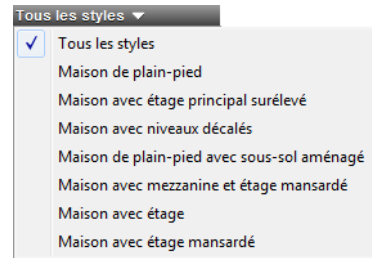 Tous les styles
Tous les styles
Maison de plain-pied
Maison avec étage principal surélevé
Maison avec niveaux décalés
Maison de plain-pied avec sous-sol aménagé
Maison avec mezzanine et étage mansardé
Maison avec étage
Maison avec étage mansardé